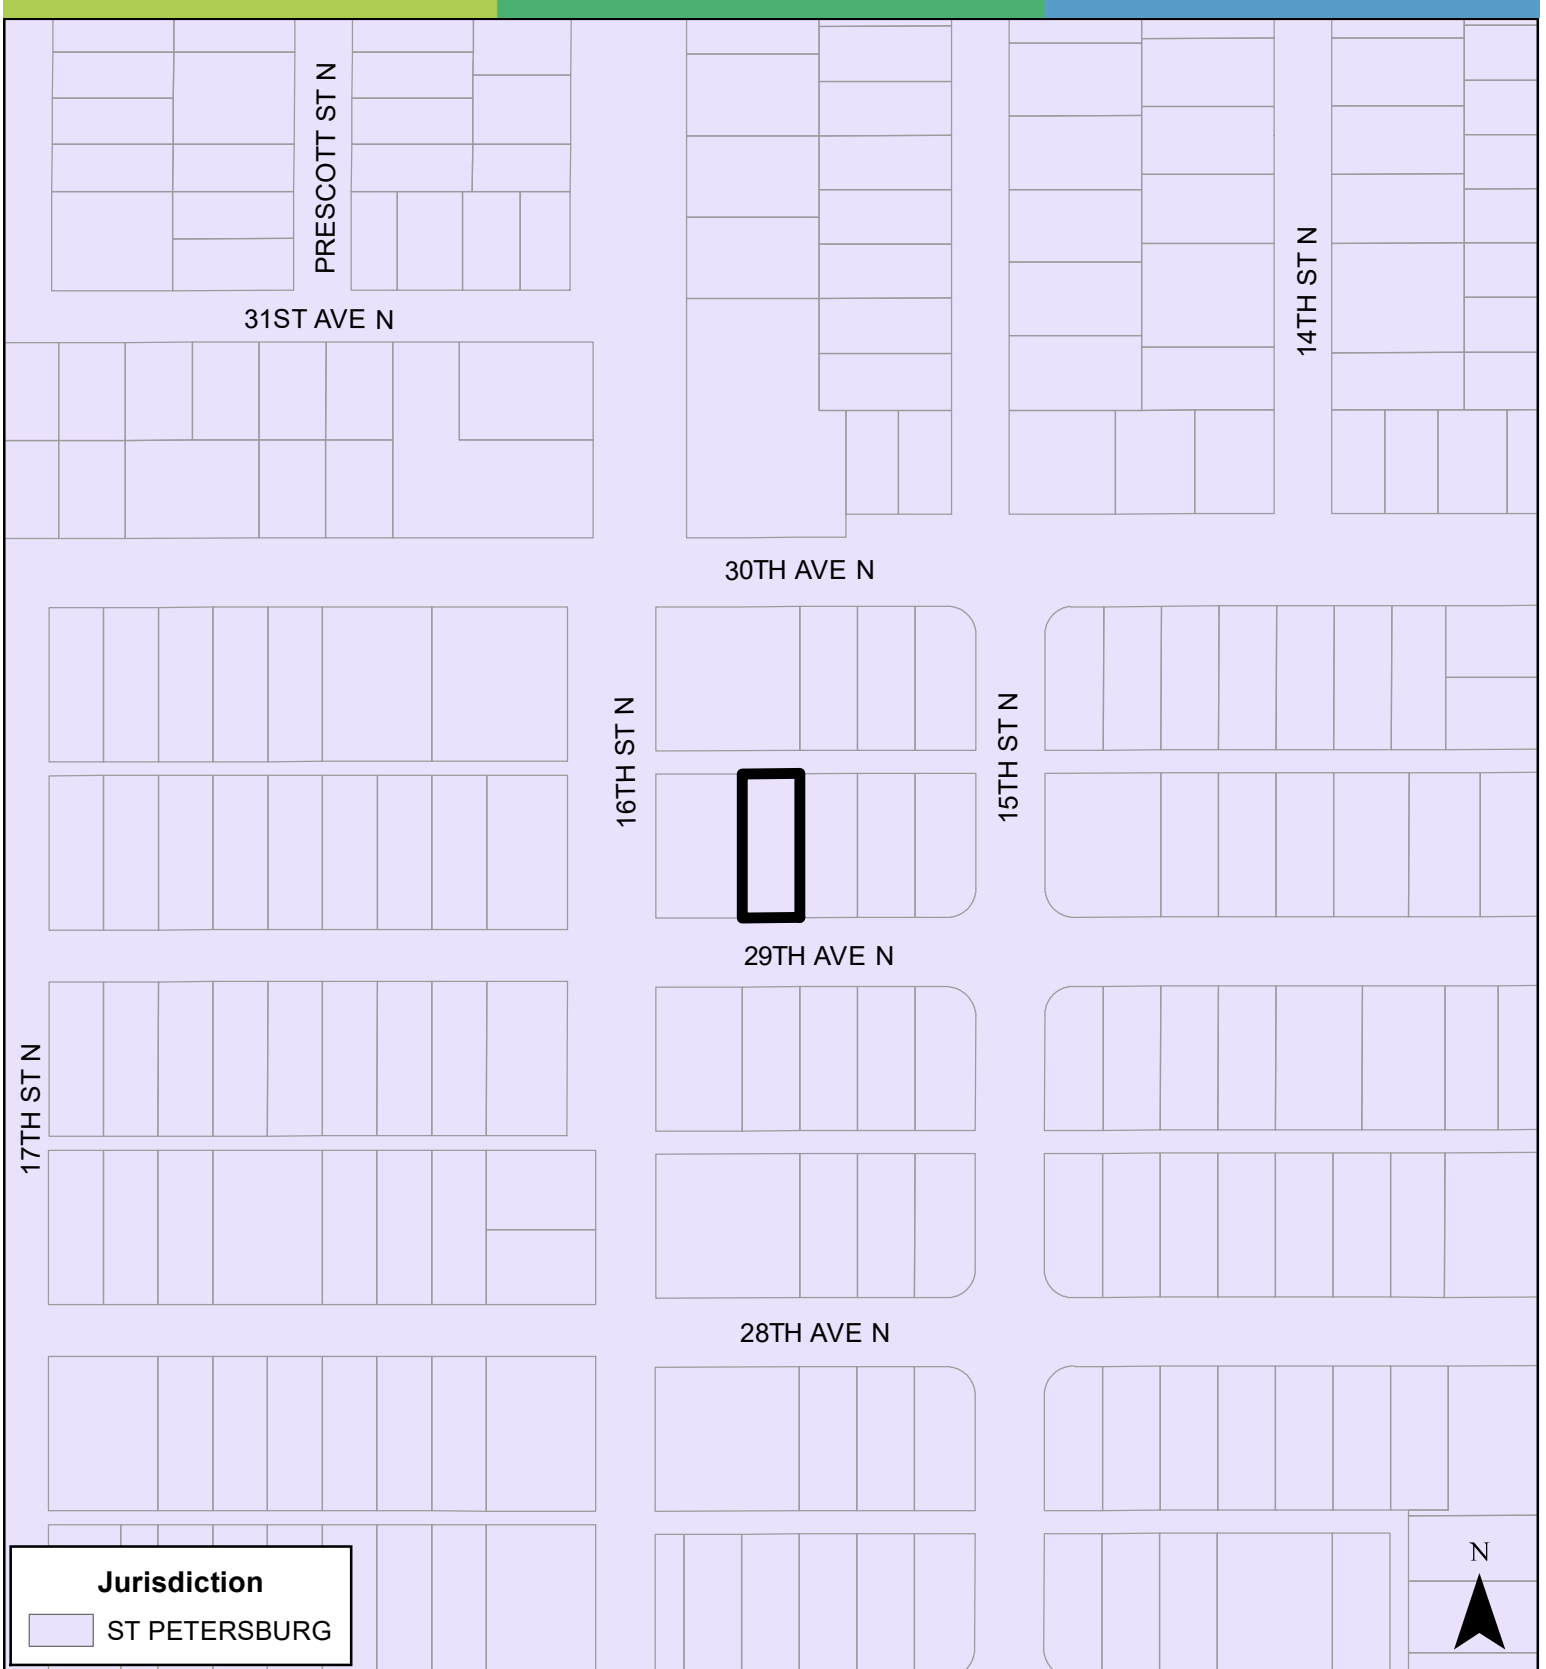 PRESCOTT ST N
14TH ST N
31ST AVE N
30TH AVE N
16TH ST N
15TH ST N
29TH AVE N
17TH ST N
28TH AVE N
Jurisdiction
ST PETERSBURG
N